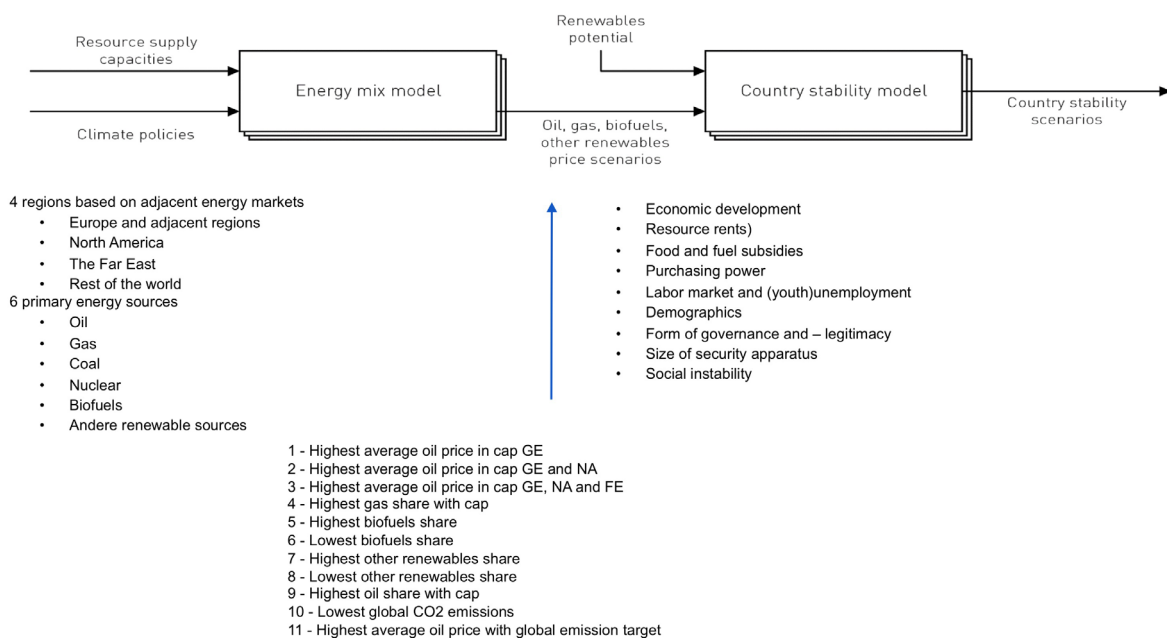 Resource supply
capacities
Climate policies
Energy mix model
Renewables
potential
Oil, gas, biofuels,
other renewables
price scenarios
Country stability model
Country stability
scenarios
4 regions based on adjacent energy markets
• Europe and adjacent regions
• North America
• The Far East
• Rest of the world
6 primary energy sources
• Oil
• Gas
• Coal
• Nuclear
• Biofuels
• Andere renewable sources
• Economic development
• Resource rents)
• Food and fuel subsidies
• Purchasing power
• Labor market and (youth)unemployment
• Demographics
• Form of governance and – legitimacy
• Size of security apparatus
• Social instability
1 - Highest average oil price in cap GE
2 - Highest average oil price in cap GE and NA
3 - Highest average oil price in cap GE, NA and FE
4 - Highest gas share with cap
5 - Highest biofuels share
6 - Lowest biofuels share
7 - Highest other renewables share
8 - Lowest other renewables share
9 - Highest oil share with cap
10 - Lowest global CO2 emissions
11 - Highest average oil price with global emission target